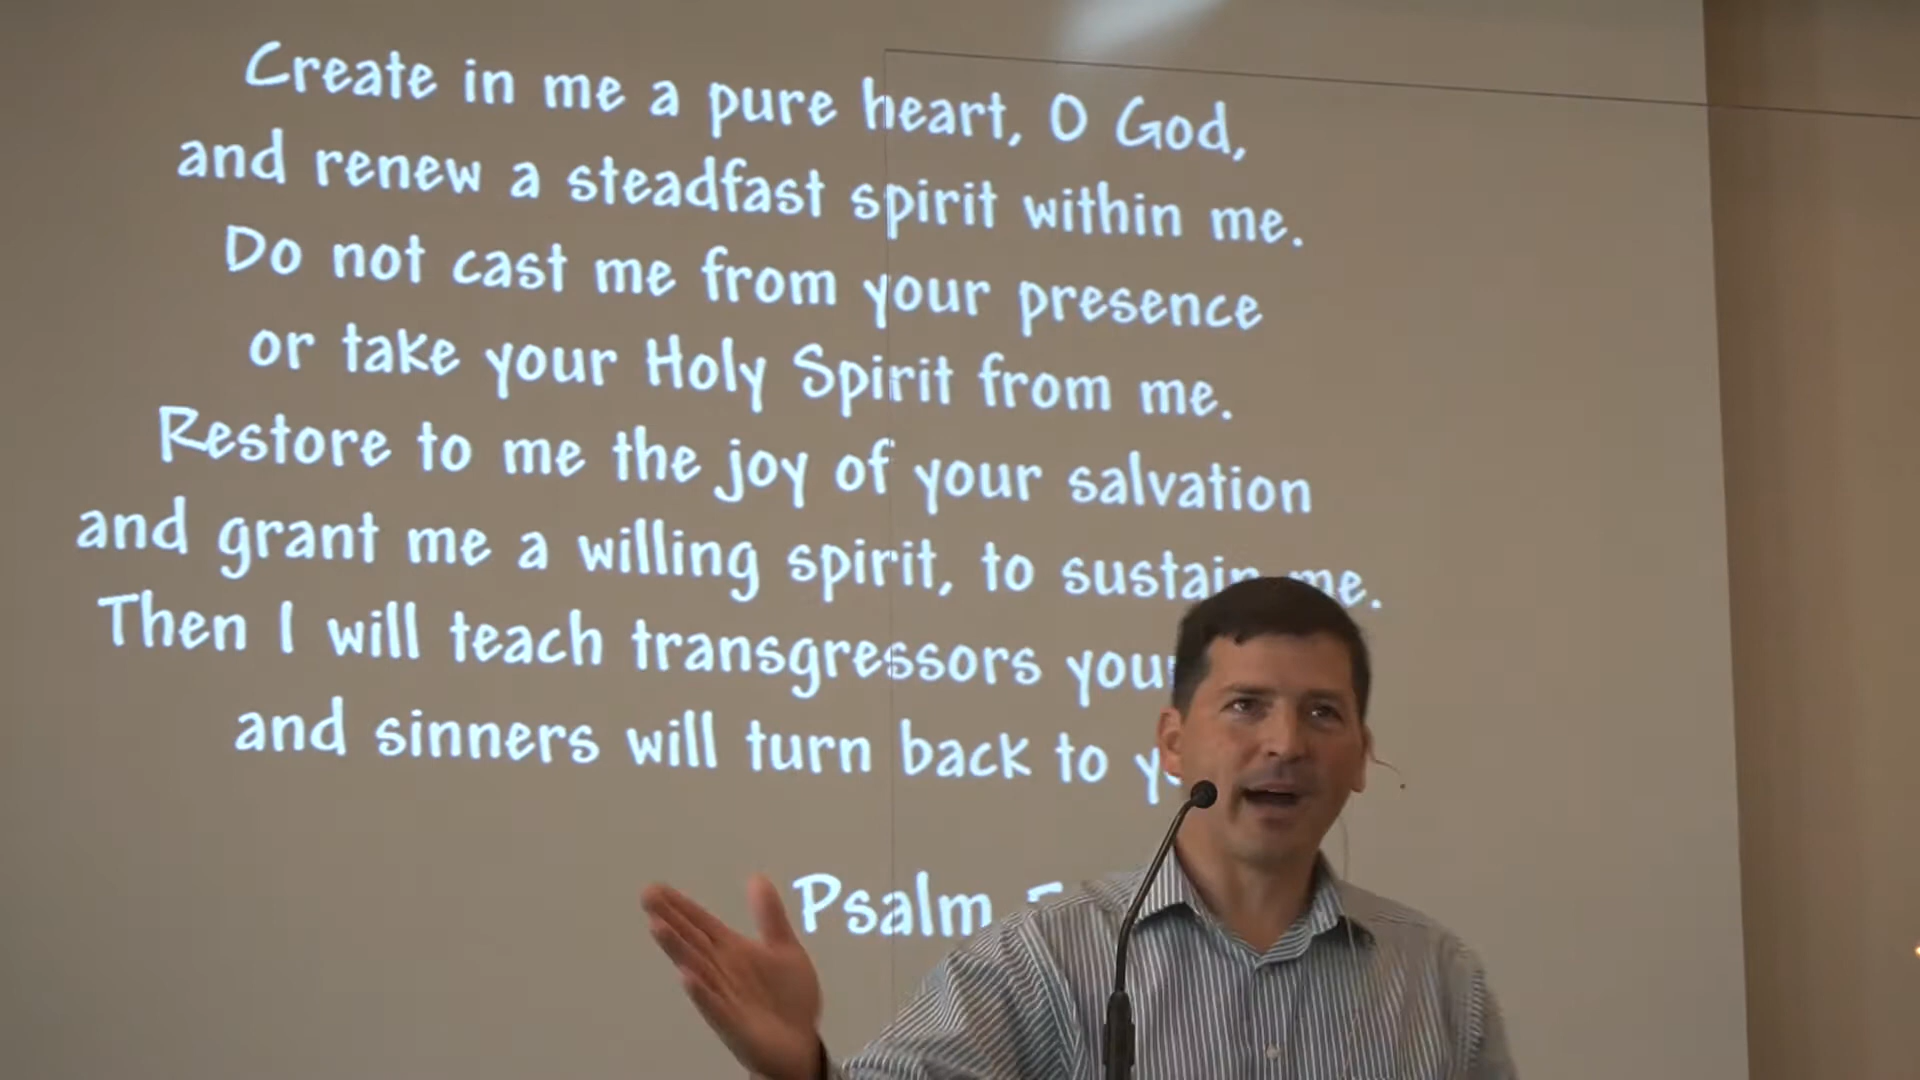 Create in me a pure heart, O God,
and renew a steadfast spirit within me.
Do not cast me from your presence
or take your Holy Spirit from me.
Restore to me the joy of your salvation
and grant me a willing spirit, to sustain me.
Then I will teach transgressors your
and sinners will turn back to
Psalm